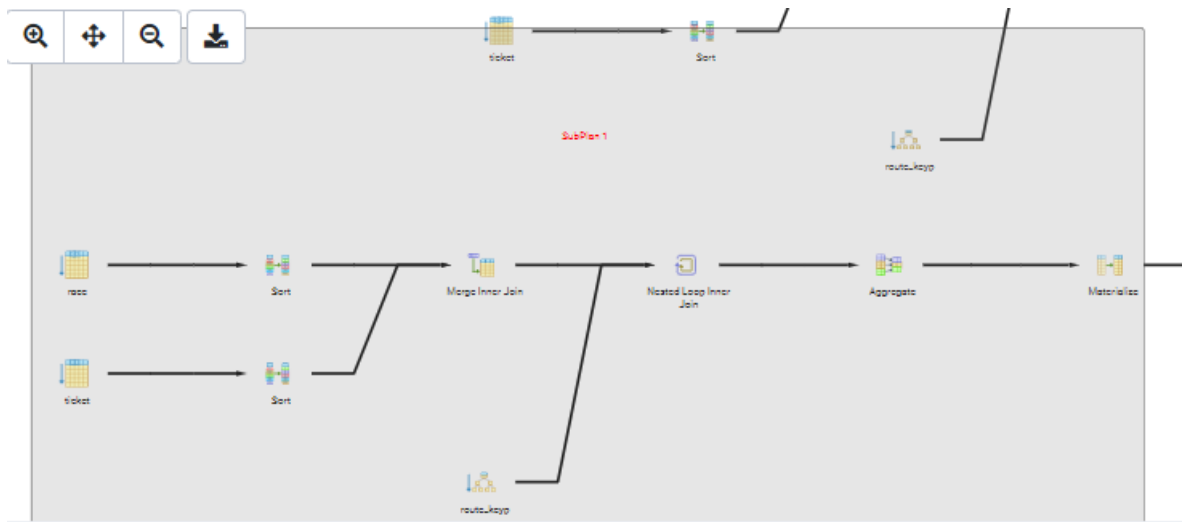 ticket
Sort
SubPlan 1
route_keyp
race
Sort
Merge Inner Join
Nested Loop Inner
Join
Aggregate
Materialize
ticket
Sort
route_keyp